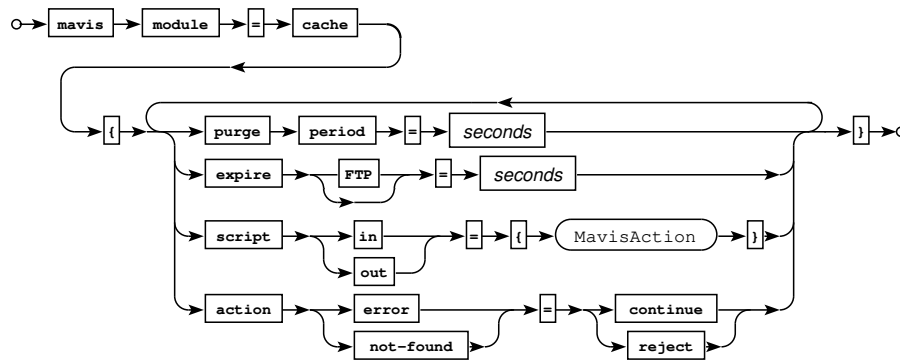 mavis module = cache
{ purge period = seconds }
expire FTP = seconds
script in = { MavisAction }
out
action error = continue
not-found reject